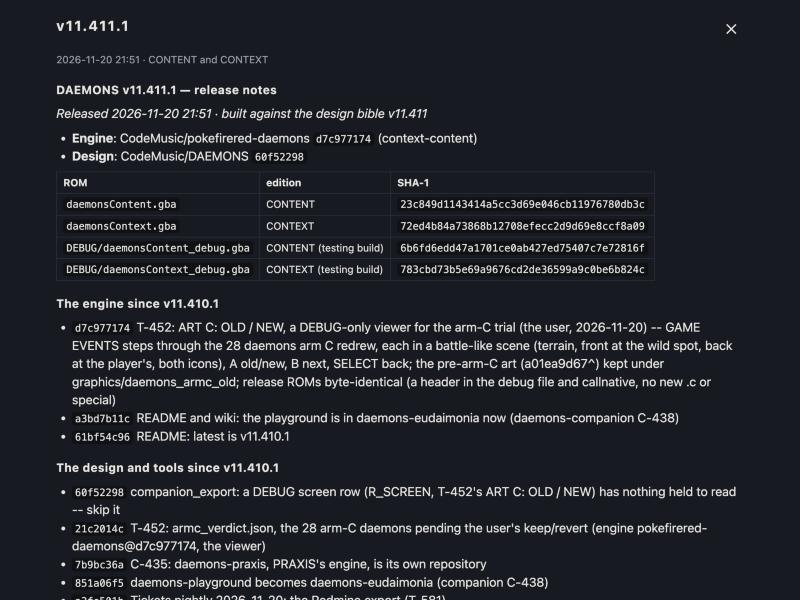 v11.411.1
2026-11-20 21:51 · CONTENT and CONTEXT
DAEMONS v11.411.1 — release notes
Released 2026-11-20 21:51 · built against the design bible v11.411
• Engine: CodeMusic/pokefirered-daemons d7c977174 (context-content)
• Design: CodeMusic/DAEMONS 60f52298
ROM edition SHA-1
daemonsContent.gba CONTENT 23c849d1143414a5cc3d69e046cb11976780db3c
daemonsContext.gba CONTEXT 72ed4b84a73868b12708efecc2d9d69e8ccf8a09
DEBUG/daemonsContent_debug.gba CONTENT (testing build) 6b6fd6edd47a1701ce0ab427ed75407c7e72816f
DEBUG/daemonsContext_debug.gba CONTEXT (testing build) 783cbd73b5e69a9676cd2de36599a9c0be6b824c
The engine since v11.410.1
• d7c977174 T-452: ART C: OLD / NEW, a DEBUG-only viewer for the arm-C trial (the user, 2026-11-20) -- GAME
EVENTS steps through the 28 daemons arm C redrew, each in a battle-like scene (terrain, front at the wild spot, back
at the player's, both icons), A old/new, B next, SELECT back; the pre-arm-C art (a01ea9d67^) kept under
graphics/daemons_armc_old; release ROMs byte-identical (a header in the debug file and callnative, no new .c or
special)
• a3bd7b11c README and wiki: the playground is in daemons-eudaimonia now (daemons-companion C-438)
• 61bf54c96 README: latest is v11.410.1
The design and tools since v11.410.1
• 60f52298 companion_export: a DEBUG screen row (R_SCREEN, T-452's ART C: OLD / NEW) has nothing held to read
-- skip it
• 21c2014c T-452: armc_verdict.json, the 28 arm-C daemons pending the user's keep/revert (engine pokefirered-
daemons@d7c977174, the viewer)
• 7b9bc36a C-435: daemons-praxis, PRAXIS's engine, is its own repository
• 851a06f5 daemons-playground becomes daemons-eudaimonia (companion C-438)